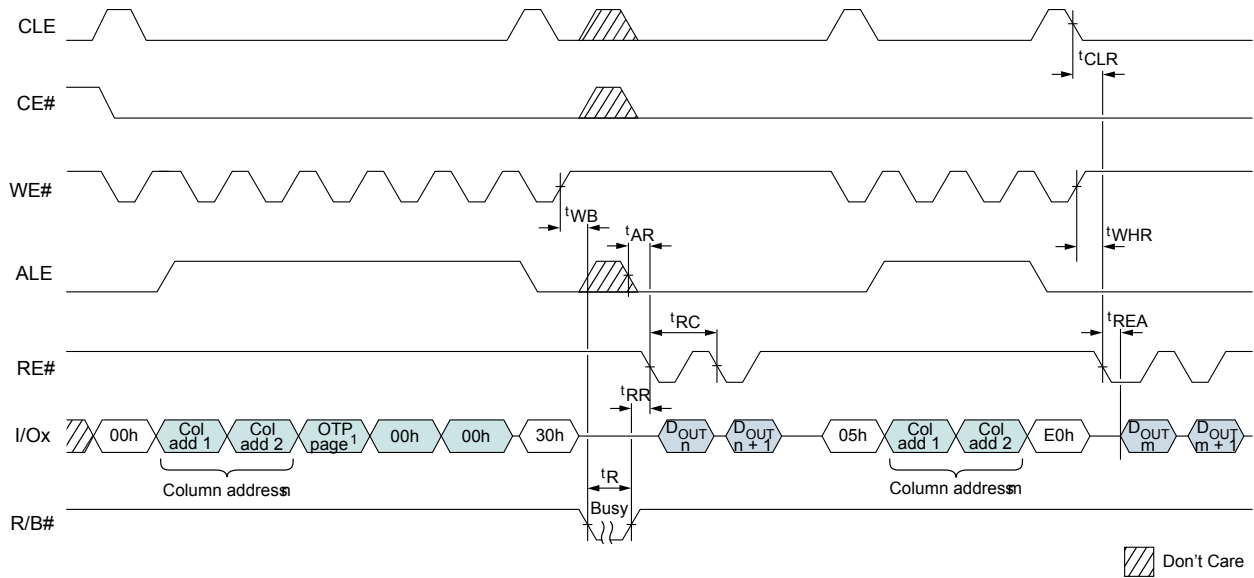 CLE
tCLR
CE#
WE#
tWB
tAR
tWHR
ALE
tRC
tREA
RE#
tRR
I/Ox
00h
Col add 1
Col add 2
OTP page1
00h
00h
30h
DOUT n
DOUT n + 1
05h
Col add 1
Col add 2
E0h
DOUT m
DOUT m + 1
Column address n
tR
Column address m
Busy
R/B#
Don't Care